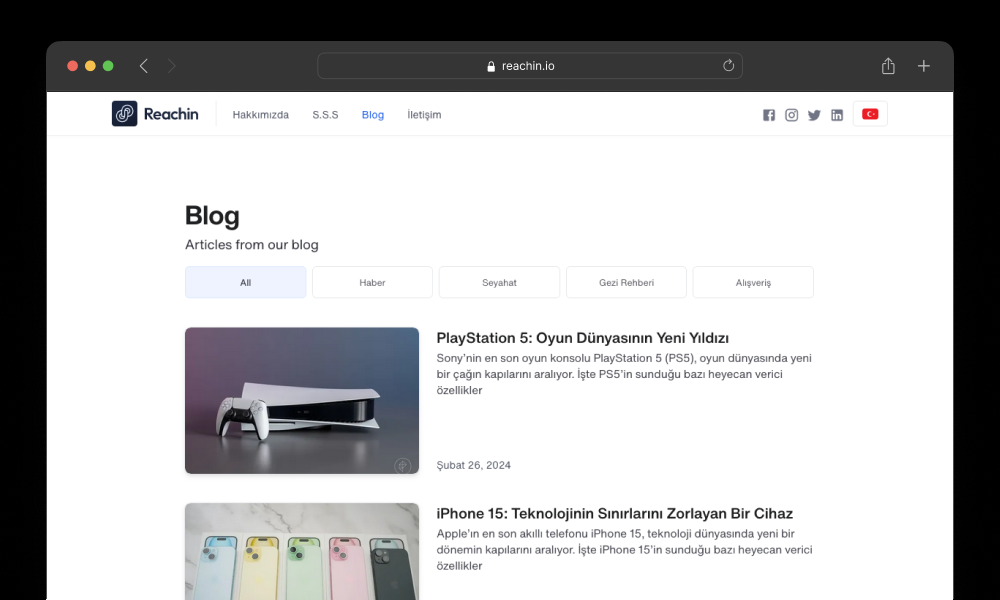 reachin.io
Reachin
Hakkımızda
S.S.S
Blog
İletişim
Blog
Articles from our blog
All
Haber
Seyahat
Gezi Rehberi
Alışveriş
PlayStation 5: Oyun Dünyasının Yeni Yıldızı
Sony’nin en son oyun konsolu PlayStation 5 (PS5), oyun dünyasında yeni
bir çağın kapılarını aralıyor. İşte PS5’in sunduğu bazı heyecan verici
özellikler
Şubat 26, 2024
iPhone 15: Teknolojinin Sınırlarını Zorlayan Bir Cihaz
Apple’ın en son akıllı telefonu iPhone 15, teknoloji dünyasında yeni bir
dönemin kapılarını aralıyor. İşte iPhone 15’in sunduğu bazı heyecan verici
özellikler